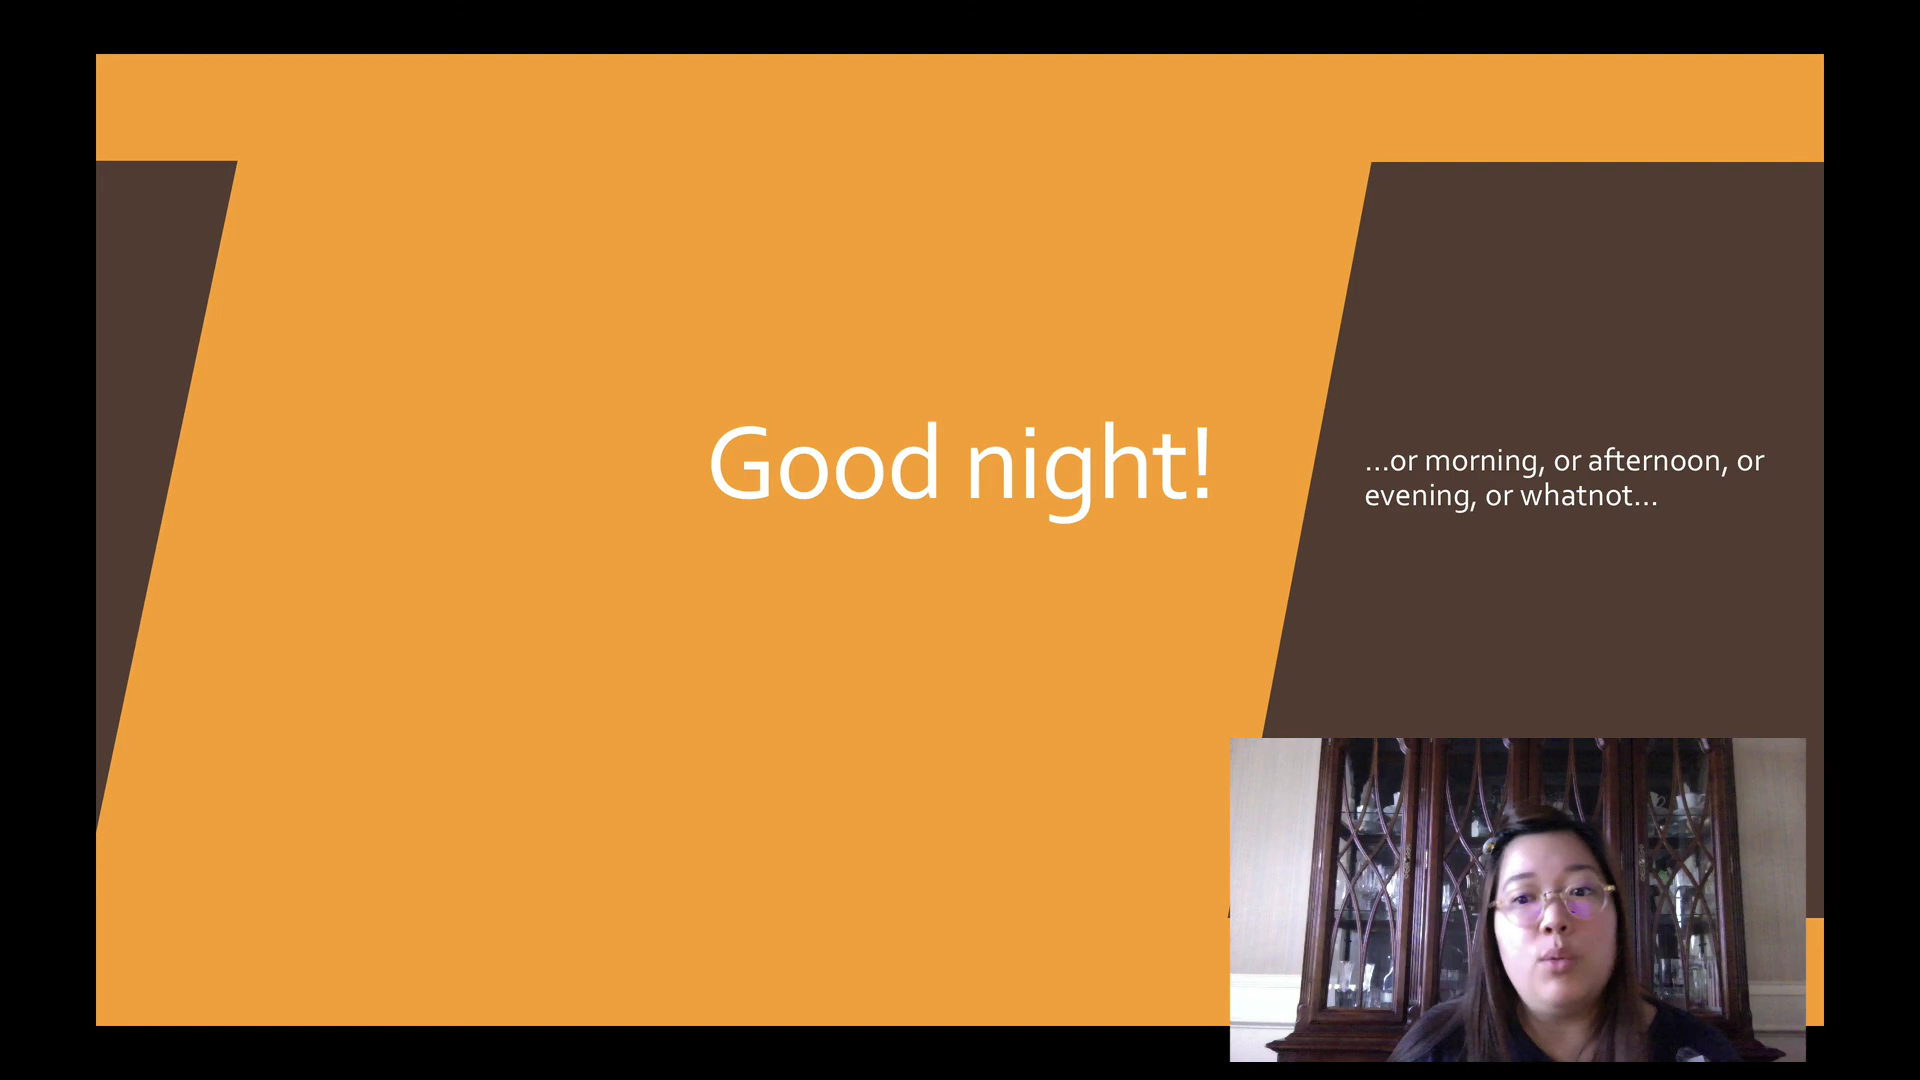 Good night!
...or morning, or afternoon, or
evening, or whatnot...